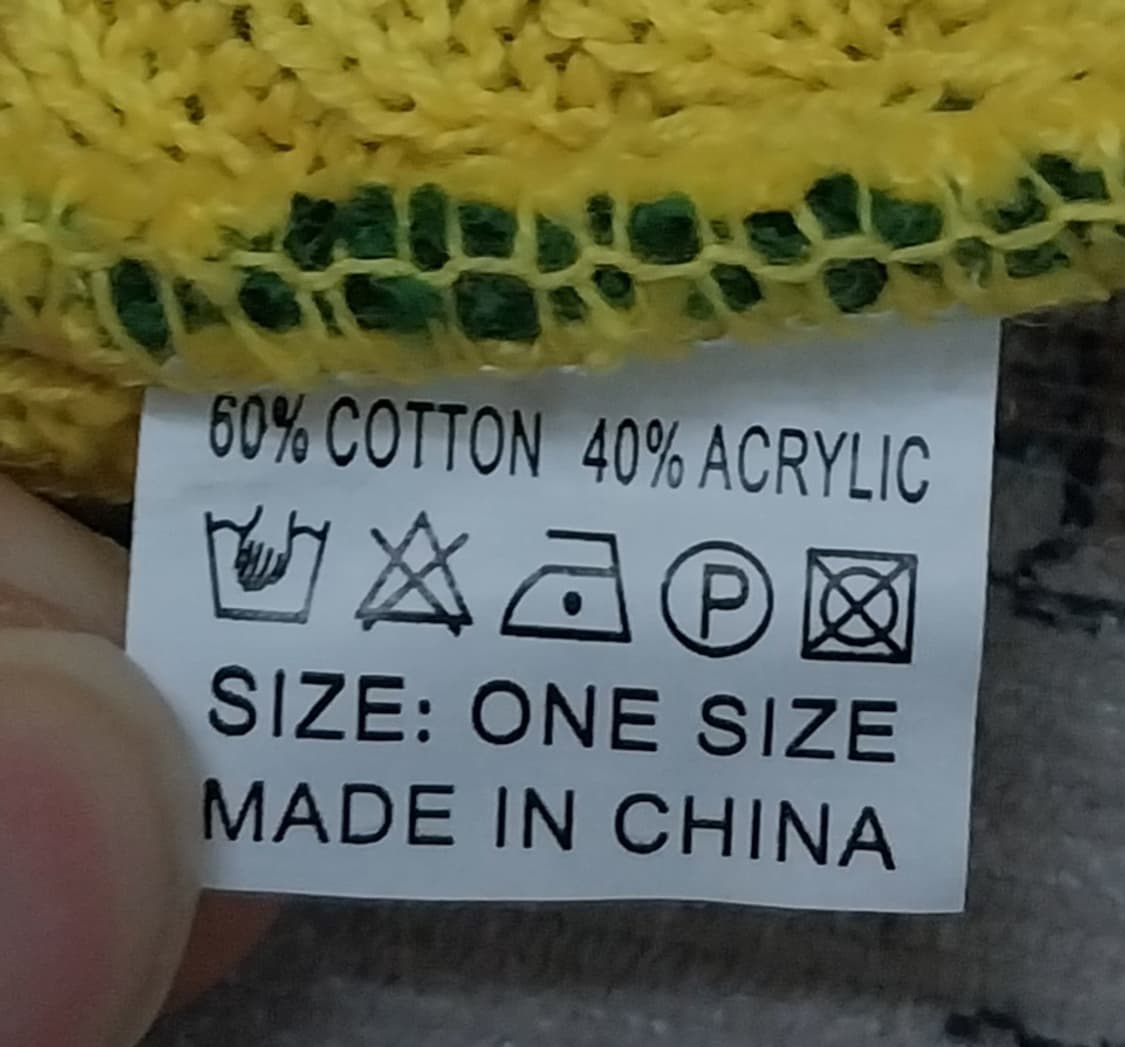 60% COTTON 40% ACRYLIC
P
SIZE: ONE SIZE
MADE IN CHINA